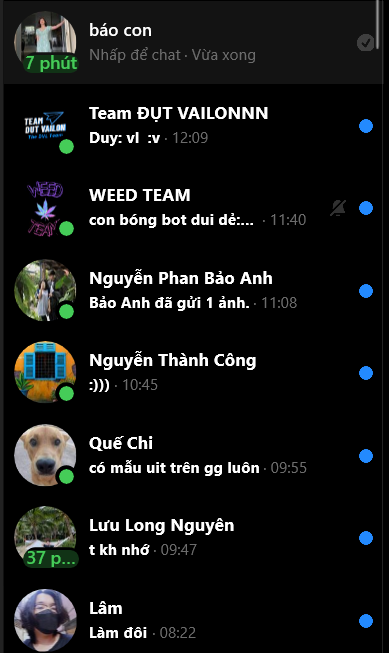 báo con
Nhấp để chat · Vừa xong
7 phút
TEAM
DUT VAILON
Team ĐỤT VAILONNN
Duy: vl :v · 12:09
WEED
TEAM
WEED TEAM
con bóng bot dui dẻ:... · 11:40
Nguyễn Phan Bảo Anh
Bảo Anh đã gửi 1 ảnh. · 11:08
Nguyễn Thành Công
:))) · 10:45
Quế Chi
có mẫu uit trên gg luôn · 09:55
Lưu Long Nguyên
t kh nhớ · 09:47
37 p...
Lâm
Làm đôi · 08:22